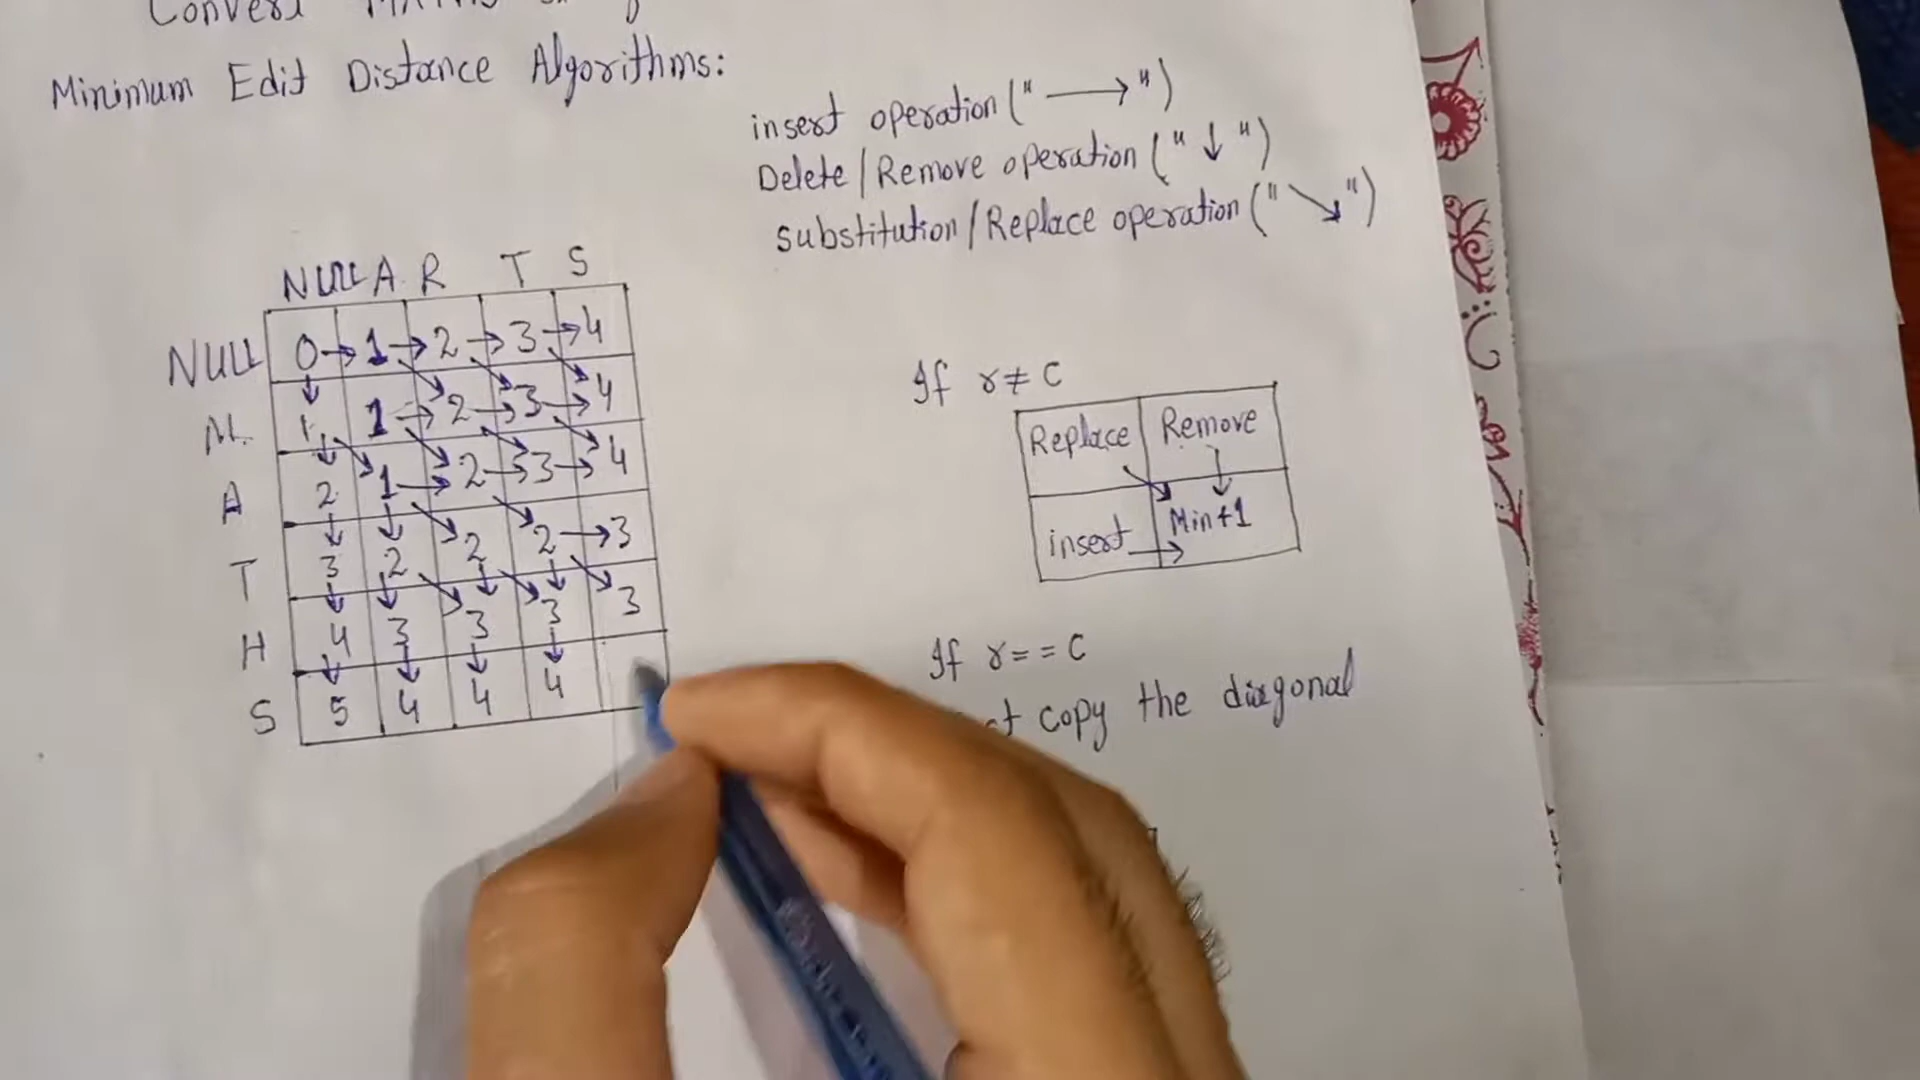 Convert
Minimum Edit Distance Algorithms:
insert operation ("→")
Delete/Remove operation ("↓")
substitution/Replace operation ("↘")
NULL A R T S
NULL 0 → 1 → 2 → 3 → 4
M 1 1 → 2 → 3 → 4
A 2 1 → 2 → 3 → 4
T 3 2 2 2 → 3
H 4 3 3 3 3
S 5 4 4 4
If r ≠ C
Replace Remove
insert → Min+1
If r == C
copy the diagonal